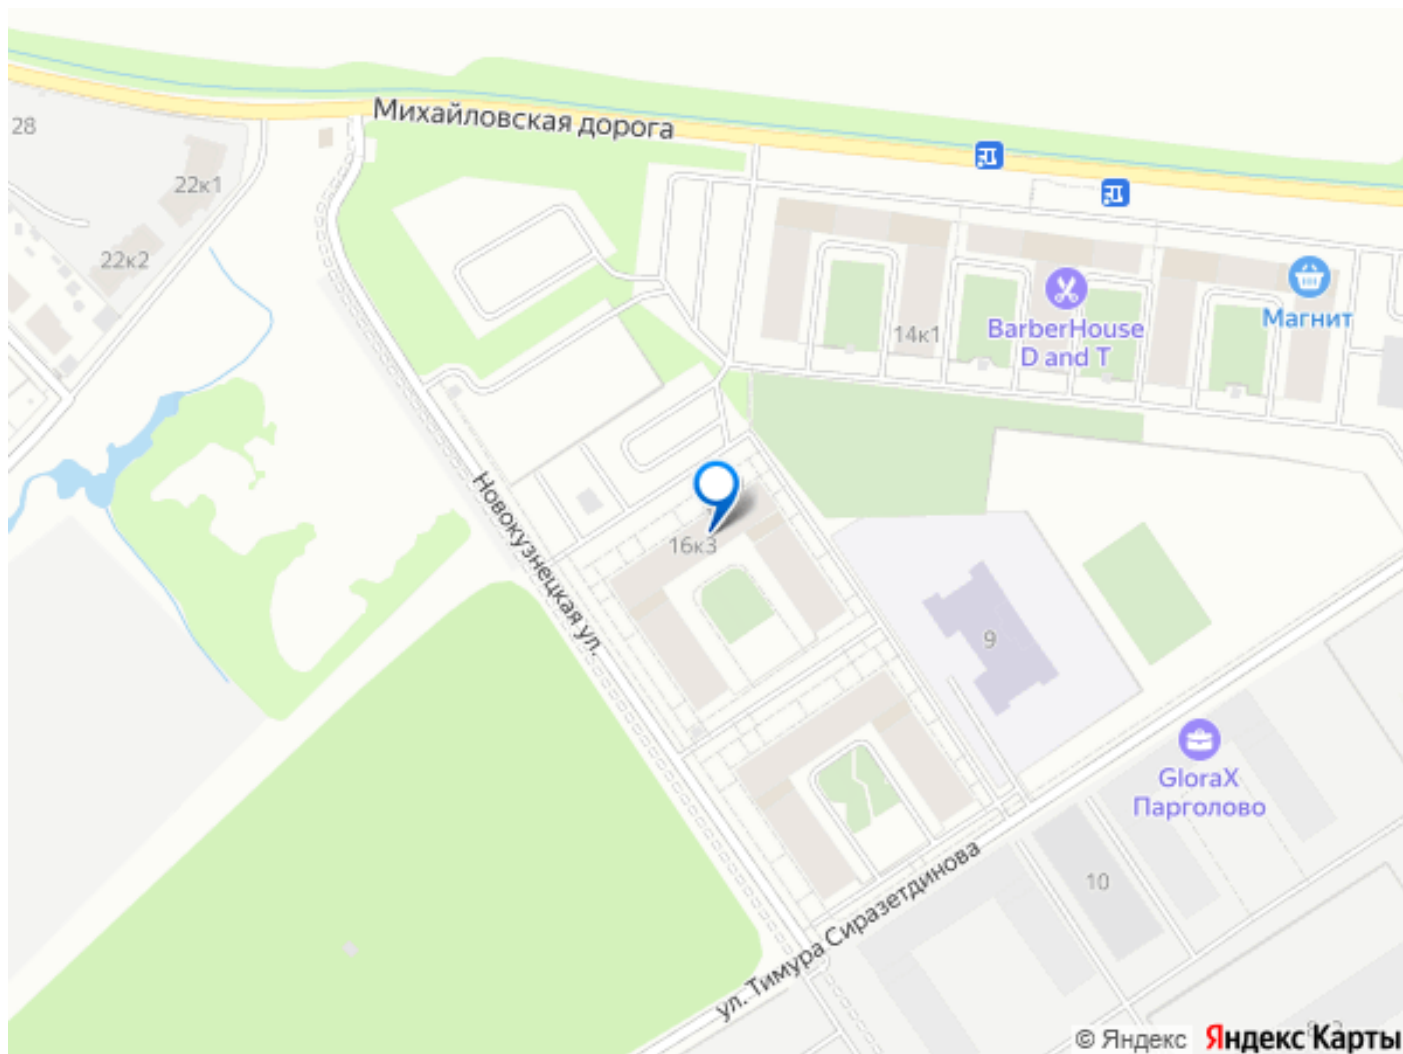 Михайловская дорога
28
22к1
22к2
14к1
BarberHouse
D and T
Магнит
Новокузнецкая ул.
16к3
9
GloraX
Парголово
10
ул. Тимура Сиразетдинова
© Яндекс Яндекс Карты